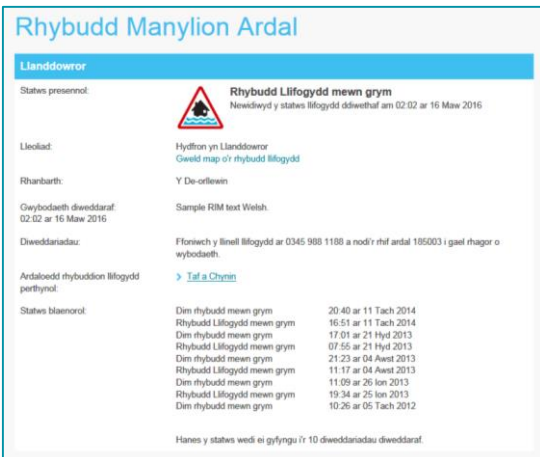 Rhybudd Manylion Ardal
Llanddowror
Statws presennol:
Rhybudd Llifogydd mewn grym
Newidiwyd y statws llifogydd ddiwethaf am 02:02 ar 16 Maw 2016
Lleoliad:
Hydfron yn Llanddowror
Gweld map o'r rhybudd llifogydd
Rhanbarth:
Y De-orllewin
Gwybodaeth diweddaraf:
02:02 ar 16 Maw 2016
Sample RIM text Welsh.
Diweddariadau:
Ffoniwch y llinell llifogydd ar 0345 988 1188 a nodi'r rhif ardal 185003 i gael rhagor o
wybodaeth.
Ardaloedd rhybuddion llifogydd
perthynol:
> Taf a Chynin
Statws blaenorol:
Dim rhybudd mewn grym 20:40 ar 11 Tach 2014
Rhybudd Llifogydd mewn grym 16:51 ar 11 Tach 2014
Dim rhybudd mewn grym 17:01 ar 21 Hyd 2013
Rhybudd Llifogydd mewn grym 07:55 ar 21 Hyd 2013
Dim rhybudd mewn grym 21:23 ar 04 Awst 2013
Rhybudd Llifogydd mewn grym 11:17 ar 04 Awst 2013
Dim rhybudd mewn grym 11:09 ar 26 Ion 2013
Rhybudd Llifogydd mewn grym 19:34 ar 25 Ion 2013
Dim rhybudd mewn grym 10:26 ar 05 Tach 2012
Hanes y statws wedi ei gyfyngu i'r 10 diweddariadau diweddaraf.